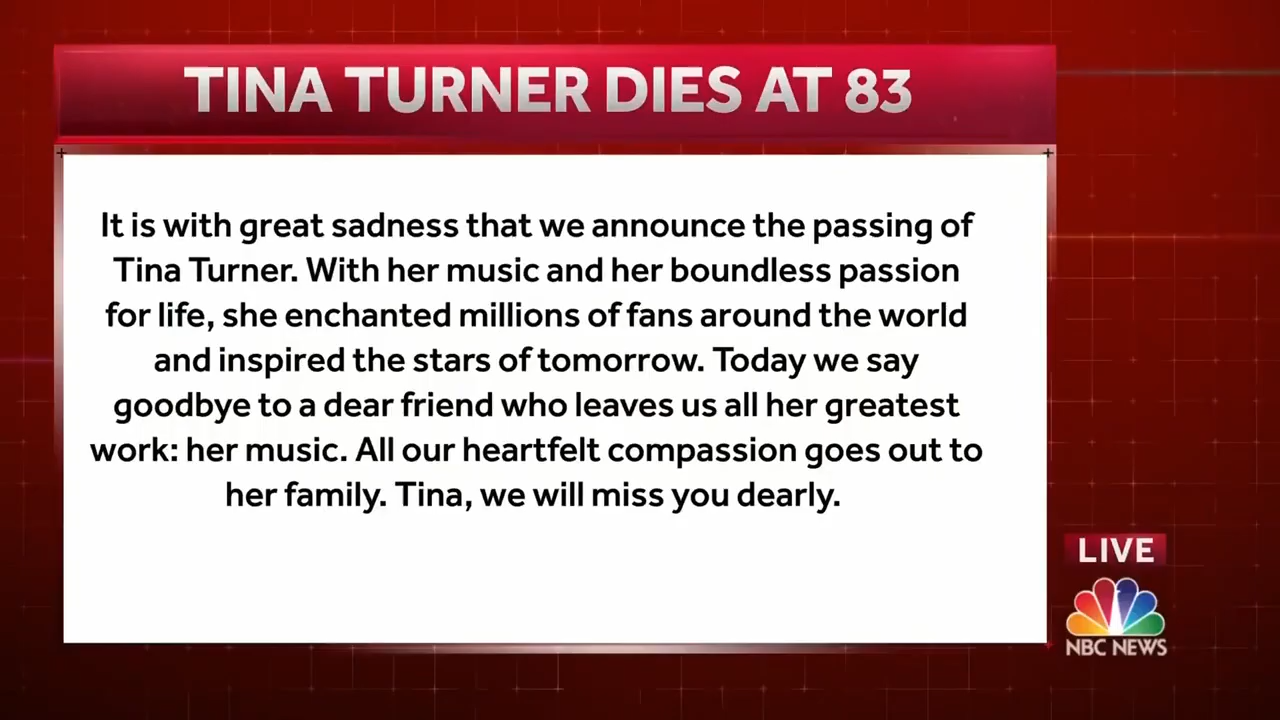 TINA TURNER DIES AT 83
It is with great sadness that we announce the passing of
Tina Turner. With her music and her boundless passion
for life, she enchanted millions of fans around the world
and inspired the stars of tomorrow. Today we say
goodbye to a dear friend who leaves us all her greatest
work: her music. All our heartfelt compassion goes out to
her family. Tina, we will miss you dearly.
LIVE
NBC NEWS